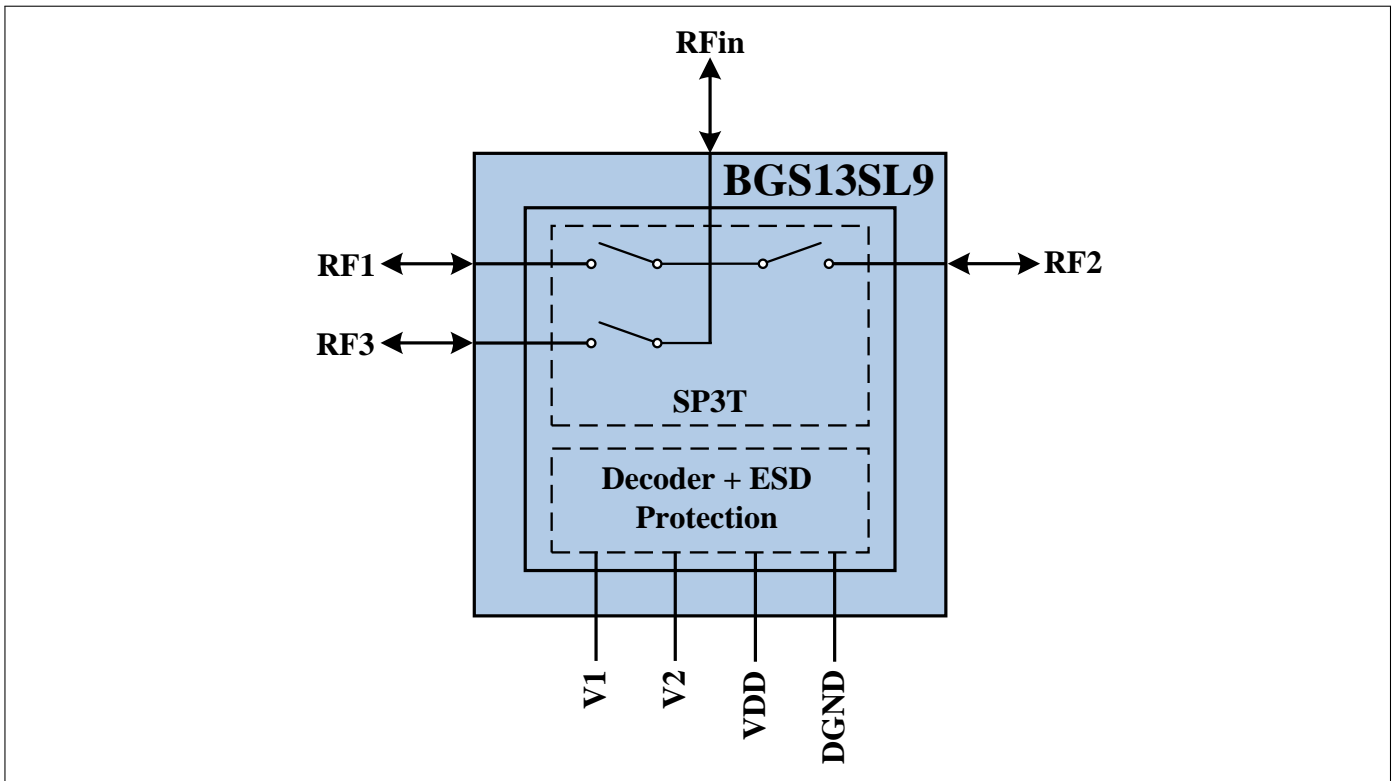 RFin
BGS13SL9
RF1
RF2
RF3
SP3T
Decoder + ESD
Protection
V1
V2
VDD
DGND